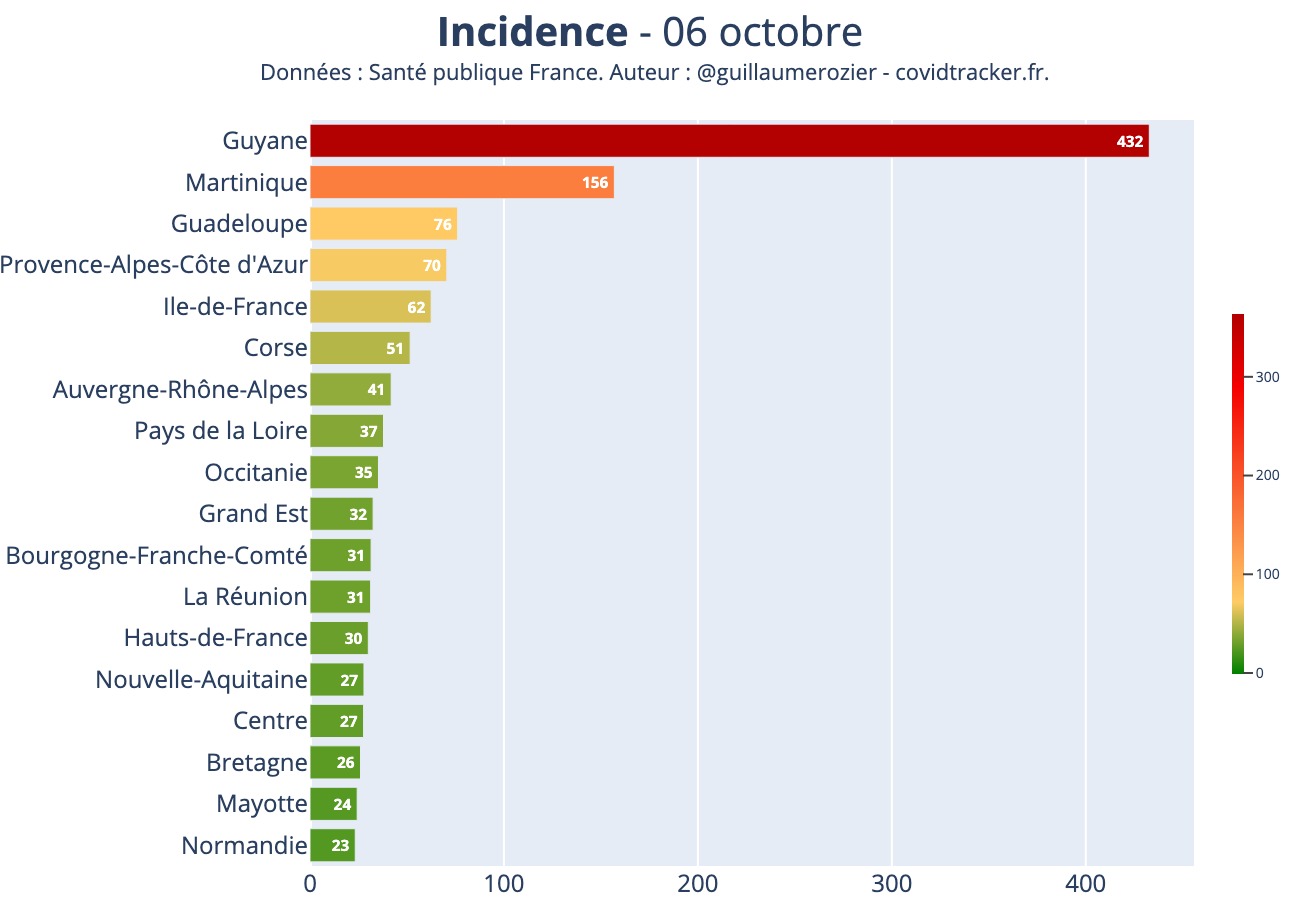 Incidence - 06 octobre
Données : Santé publique France. Auteur : @guillaumerozier - covidtracker.fr.
Guyane 432
Martinique 156
Guadeloupe 76
Provence-Alpes-Côte d'Azur 70
Ile-de-France 62
Corse 51
Auvergne-Rhône-Alpes 41
Pays de la Loire 37
Occitanie 35
Grand Est 32
Bourgogne-Franche-Comté 31
La Réunion 31
Hauts-de-France 30
Nouvelle-Aquitaine 27
Centre 27
Bretagne 26
Mayotte 24
Normandie 23
0 100 200 300 400
300
200
100
0